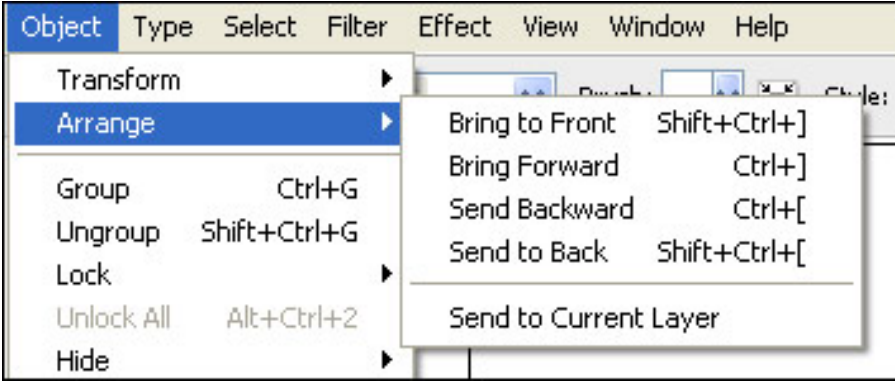 Object Type Select Filter Effect View Window Help
Transform
Style:
Arrange
Bring to Front Shift+Ctrl+]
Bring Forward Ctrl+]
Send Backward Ctrl+[
Send to Back Shift+Ctrl+[
Send to Current Layer
Group Ctrl+G
Ungroup Shift+Ctrl+G
Lock
Unlock All Alt+Ctrl+2
Hide